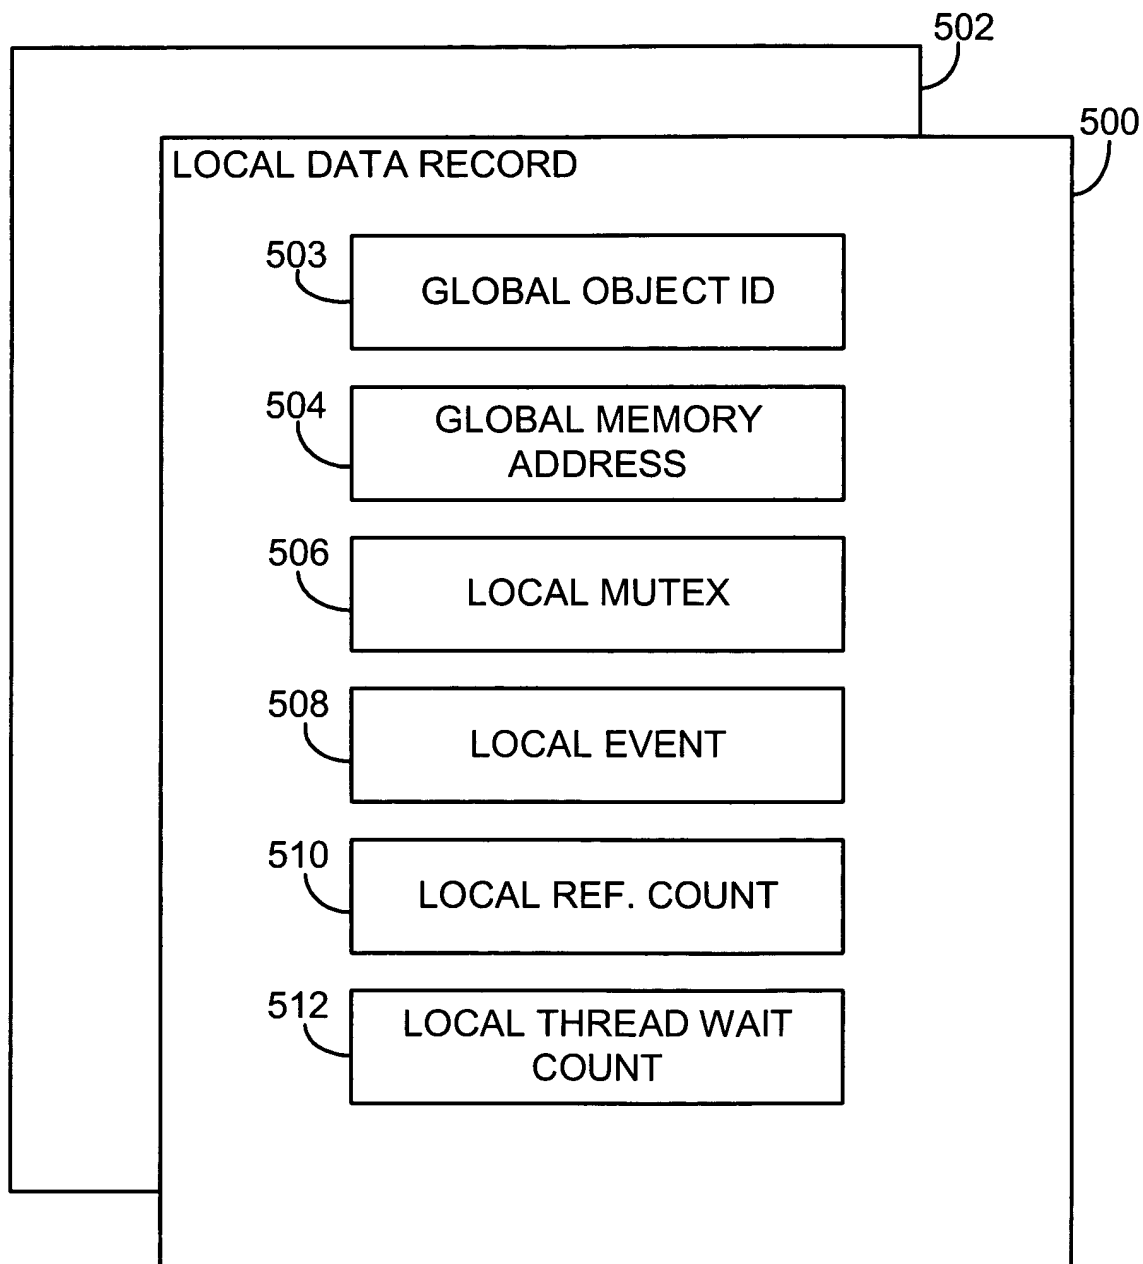 502
500
LOCAL DATA RECORD
503
GLOBAL OBJECT ID
504
GLOBAL MEMORY
ADDRESS
506
LOCAL MUTEX
508
LOCAL EVENT
510
LOCAL REF. COUNT
512
LOCAL THREAD WAIT
COUNT